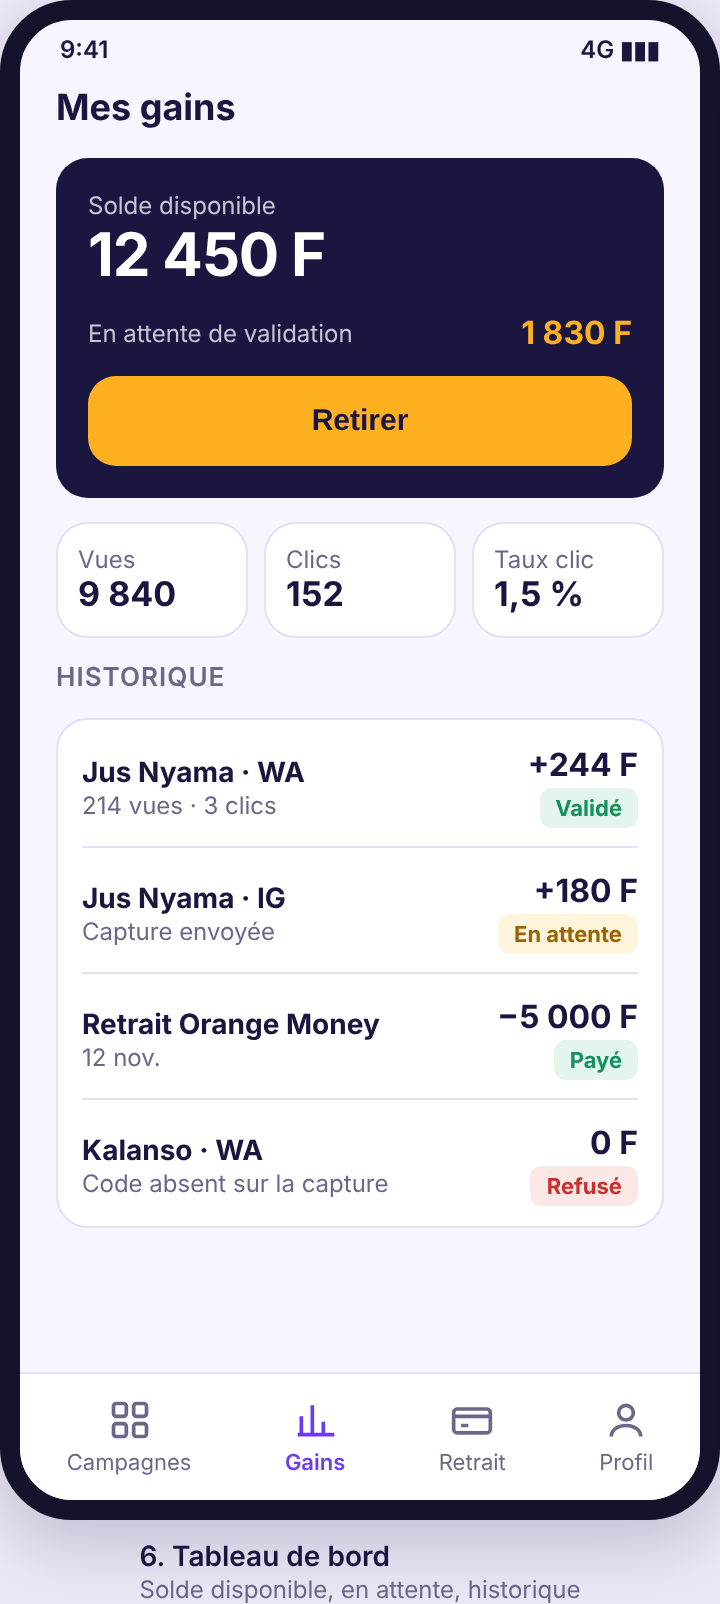 9:41
4G
Mes gains
Solde disponible
12 450 F
En attente de validation
1 830 F
Retirer
Vues
9 840
Clics
152
Taux clic
1,5 %
HISTORIQUE
Jus Nyama · WA
+244 F
214 vues · 3 clics
Validé
Jus Nyama · IG
+180 F
Capture envoyée
En attente
Retrait Orange Money
−5 000 F
12 nov.
Payé
Kalanso · WA
0 F
Code absent sur la capture
Refusé
Campagnes
Gains
Retrait
Profil
6. Tableau de bord
Solde disponible, en attente, historique